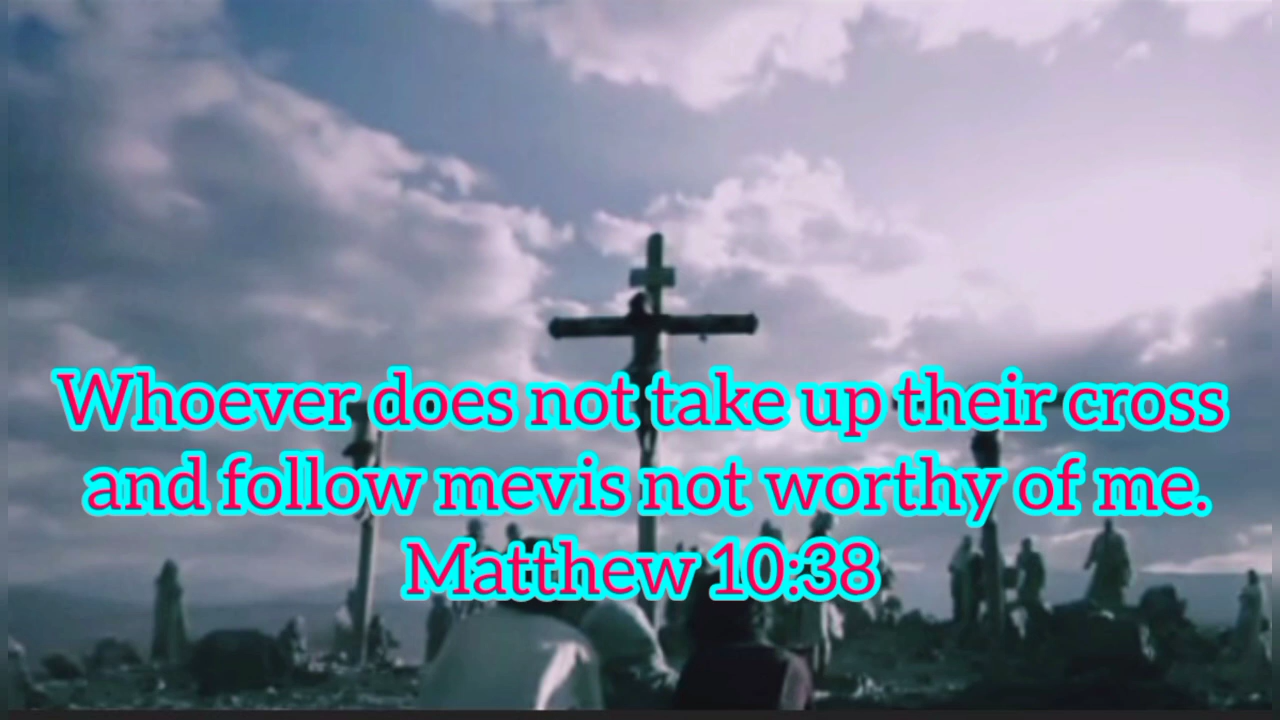 Whoever does not take up their cross
and follow mevis not worthy of me.
Matthew 10:38